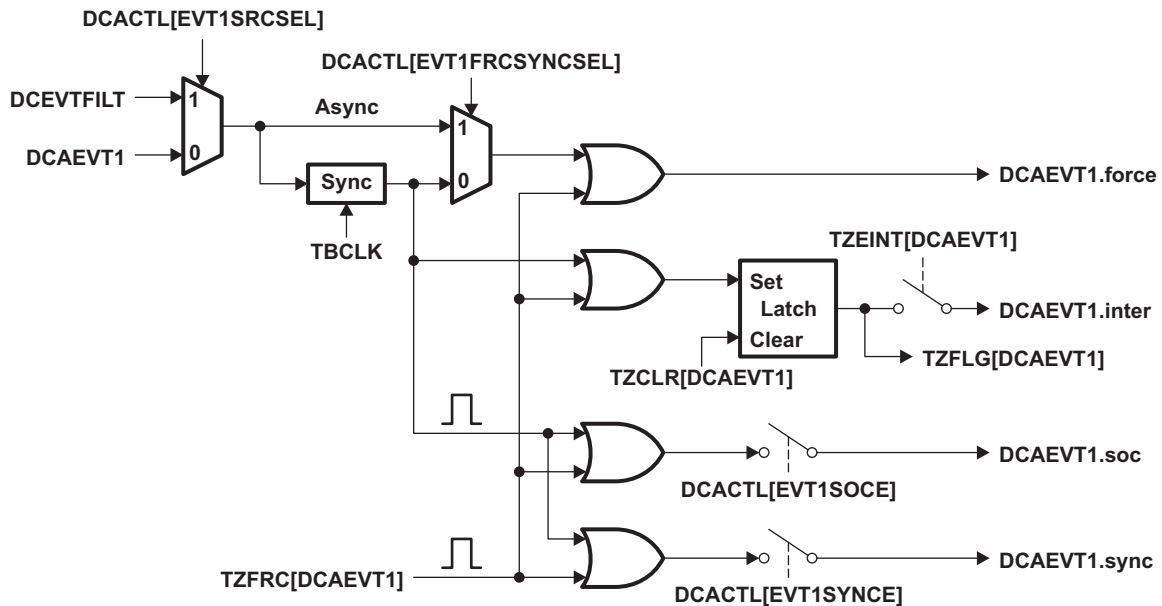 DCACTL[EVT1SRCSEL]
DCACTL[EVT1FRCSYNCSEL]
DCEVTFILT
1
Async
1
DCAEVT1
0
Sync
0
DCAEVT1.force
TBCLK
TZEINT[DCAEVT1]
Set
Latch
DCAEVT1.inter
Clear
TZCLR[DCAEVT1]
TZFLG[DCAEVT1]
DCAEVT1.soc
DCACTL[EVT1SOCE]
DCAEVT1.sync
TZFRC[DCAEVT1]
DCACTL[EVT1SYNCE]